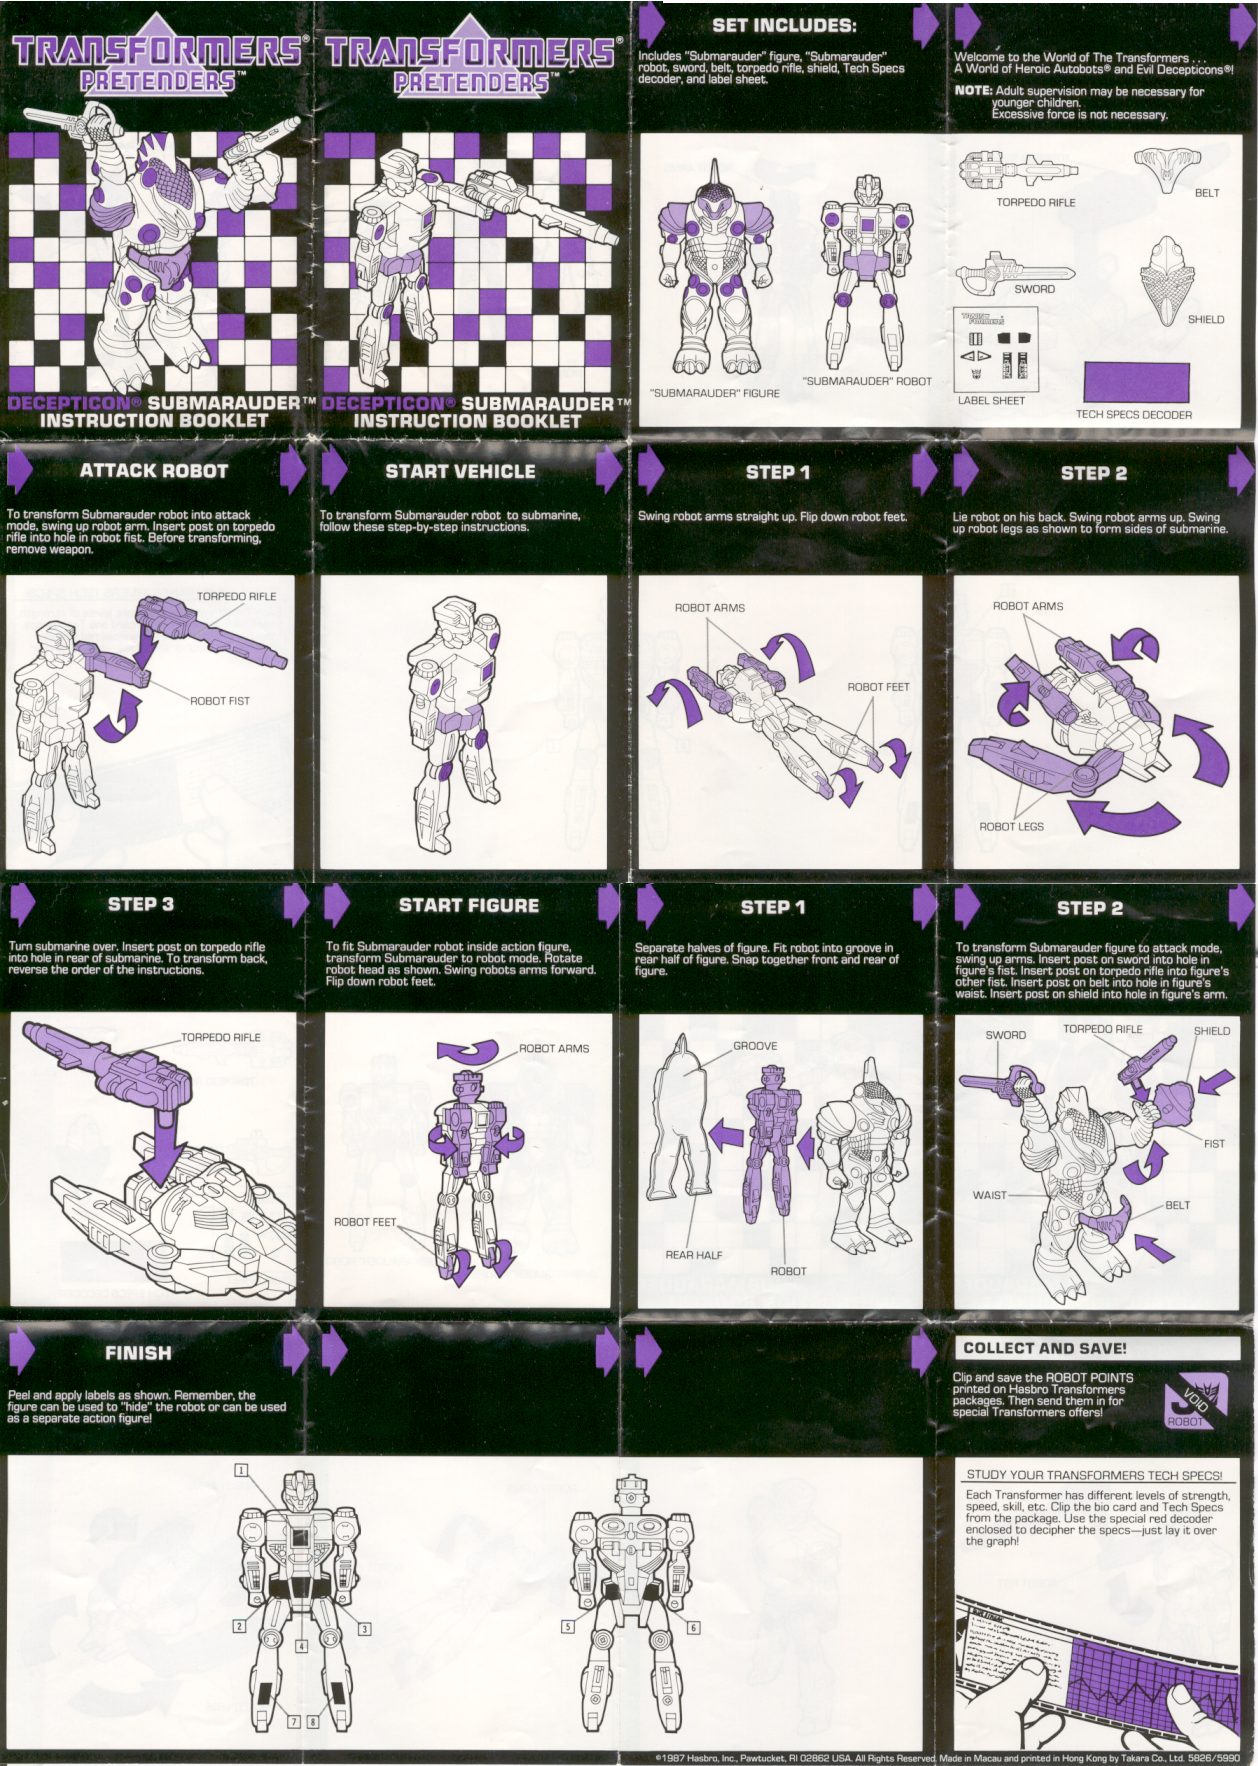 TRANSFORMERS®
PRETENDERS™
DECEPTICON® SUBMARAUDER™
INSTRUCTION BOOKLET
TRANSFORMERS®
PRETENDERS™
DECEPTICON® SUBMARAUDER™
INSTRUCTION BOOKLET
SET INCLUDES:
Includes "Submarauder" figure, "Submarauder"
robot, sword, belt, torpedo rifle, shield, Tech Specs
decoder, and label sheet.
"SUBMARAUDER" FIGURE
"SUBMARAUDER" ROBOT
Welcome to the World of The Transformers . . .
A World of Heroic Autobots® and Evil Decepticons®!
NOTE: Adult supervision may be necessary for
younger children.
Excessive force is not necessary.
TORPEDO RIFLE
BELT
SWORD
SHIELD
TRANSFORMERS
LABEL SHEET
TECH SPECS DECODER
ATTACK ROBOT
To transform Submarauder robot into attack
mode, swing up robot arm. Insert post on torpedo
rifle into hole in robot fist. Before transforming,
remove weapon.
TORPEDO RIFLE
ROBOT FIST
START VEHICLE
To transform Submarauder robot to submarine,
follow these step-by-step instructions.
STEP 1
Swing robot arms straight up. Flip down robot feet.
ROBOT ARMS
ROBOT FEET
STEP 2
Lie robot on his back. Swing robot arms up. Swing
up robot legs as shown to form sides of submarine.
ROBOT ARMS
ROBOT LEGS
STEP 3
Turn submarine over. Insert post on torpedo rifle
into hole in rear of submarine. To transform back,
reverse the order of the instructions.
TORPEDO RIFLE
START FIGURE
To fit Submarauder robot inside action figure,
transform Submarauder to robot mode. Rotate
robot head as shown. Swing robots arms forward.
Flip down robot feet.
ROBOT ARMS
ROBOT FEET
STEP 1
Separate halves of figure. Fit robot into groove in
rear half of figure. Snap together front and rear of
figure.
GROOVE
REAR HALF
ROBOT
STEP 2
To transform Submarauder figure to attack mode,
swing up arms. Insert post on sword into hole in
figure's fist. Insert post on torpedo rifle into figure's
other fist. Insert post on belt into hole in figure's
waist. Insert post on shield into hole in figure's arm.
SWORD
TORPEDO RIFLE
SHIELD
FIST
WAIST
BELT
FINISH
Peel and apply labels as shown. Remember, the
figure can be used to "hide" the robot or can be used
as a separate action figure!
1
2
3
4
5
6
7
8
COLLECT AND SAVE!
Clip and save the ROBOT POINTS
printed on Hasbro Transformers
packages. Then send them in for
special Transformers offers!
VOID
ROBOT
STUDY YOUR TRANSFORMERS TECH SPECS!
Each Transformer has different levels of strength,
speed, skill, etc. Clip the bio card and Tech Specs
from the package. Use the special red decoder
enclosed to decipher the specs—just lay it over
the graph!
©1987 Hasbro, Inc., Pawtucket, RI 02862 USA. All Rights Reserved. Made in Macau and printed in Hong Kong by Takara Co., Ltd. 5826/5990